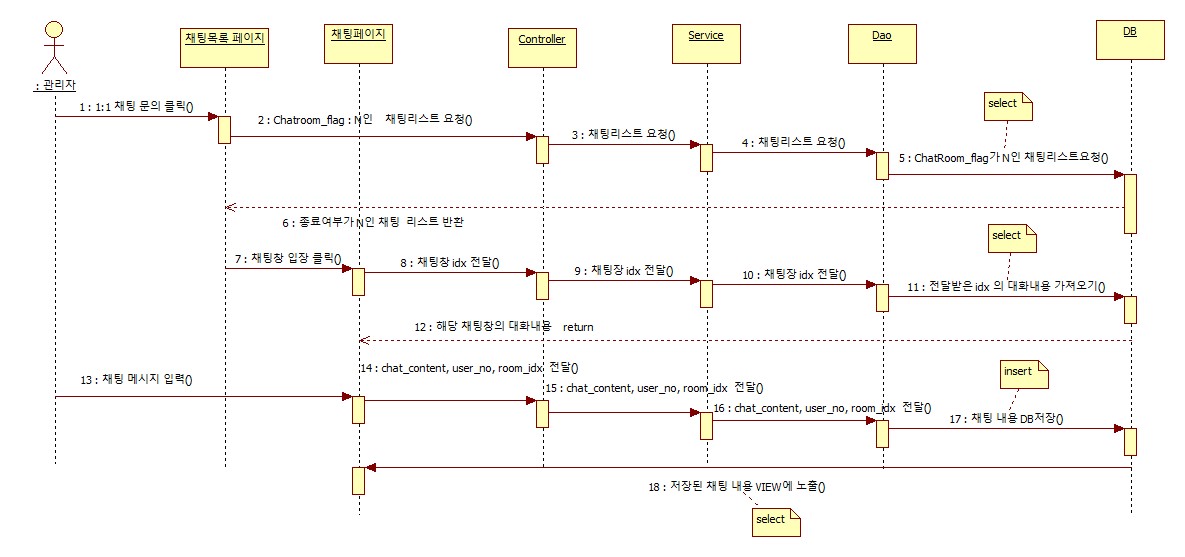 채팅목록 페이지
채팅페이지
Controller
Service
Dao
DB
: 관리자
select
1 : 1:1 채팅 문의 클릭()
2 : Chatroom_flag : N인 채팅리스트 요청()
3 : 채팅리스트 요청()
4 : 채팅리스트 요청()
5 : ChatRoom_flag가 N인 채팅리스트요청()
6 : 종료여부가 N인 채팅 리스트 반환
select
7 : 채팅창 입장 클릭()
8 : 채팅창 idx 전달()
9 : 채팅장 idx 전달()
10 : 채팅장 idx 전달()
11 : 전달받은 idx 의 대화내용 가져오기()
12 : 해당 채팅창의 대화내용 return
13 : 채팅 메시지 입력()
14 : chat_content, user_no, room_idx 전달()
15 : chat_content, user_no, room_idx 전달()
16 : chat_content, user_no, room_idx 전달()
insert
17 : 채팅 내용 DB저장()
18 : 저장된 채팅 내용 VIEW에 노출()
select